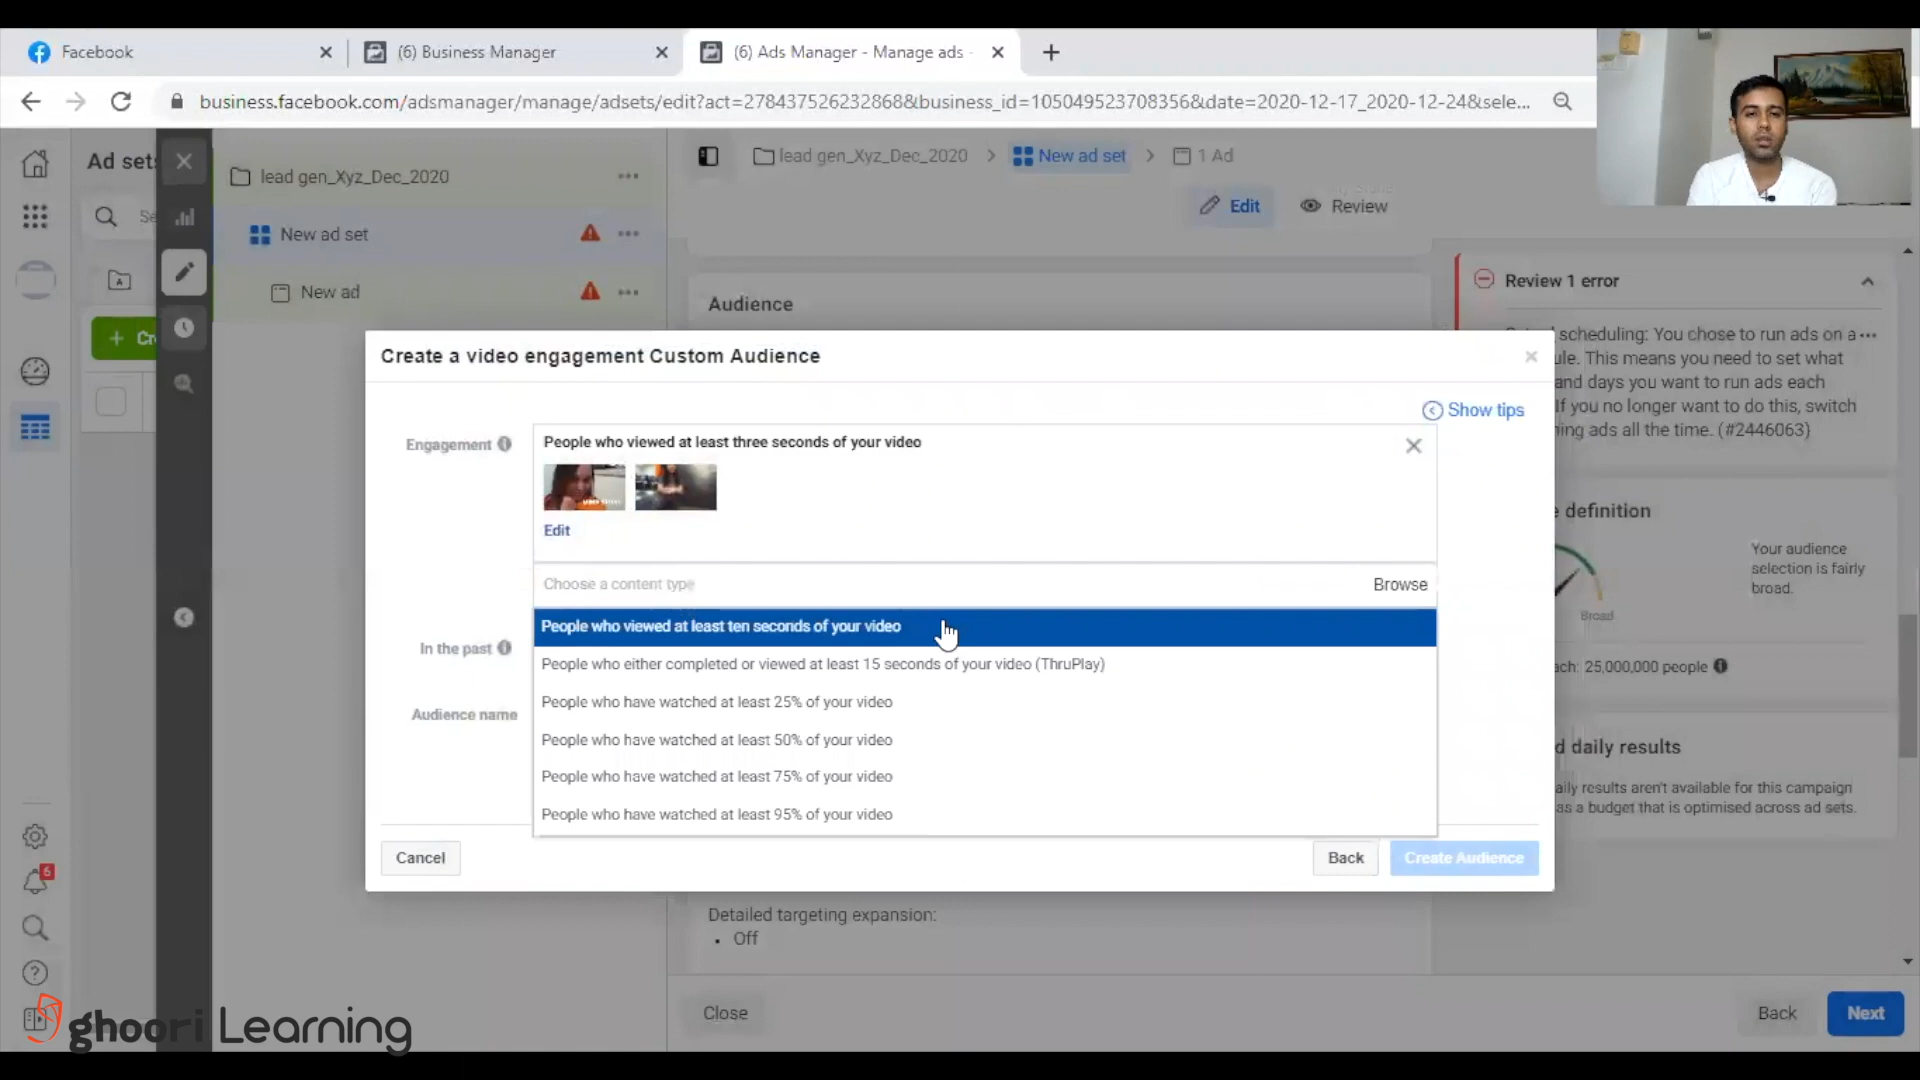 Facebook
(6) Business Manager
(6) Ads Manager - Manage ads -
business.facebook.com/adsmanager/manage/adsets/edit?act=278437526232868&business_id=105049523708356&date=2020-12-17_2020-12-24&sele...
Ad sets
lead gen_Xyz_Dec_2020
New ad set
New ad
lead gen_Xyz_Dec_2020
New ad set
1 Ad
Edit
Review
Audience
Review 1 error
scheduling: You chose to run ads on a
This means you need to set what
and days you want to run ads each
If you no longer want to do this, switch
ads all the time. (#2446063)
Create a video engagement Custom Audience
Show tips
Engagement
People who viewed at least three seconds of your video
Edit
Choose a content type
Browse
People who viewed at least ten seconds of your video
People who either completed or viewed at least 15 seconds of your video (ThruPlay)
People who have watched at least 25% of your video
People who have watched at least 50% of your video
People who have watched at least 75% of your video
People who have watched at least 95% of your video
In the past
Audience name
Cancel
Back
Create Audience
definition
Your audience
selection is fairly
broad.
Broad
25,000,000 people
daily results
results aren't available for this campaign
as a budget that is optimised across ad sets.
Detailed targeting expansion:
• Off
Close
Back
Next
6
ghoori Learning